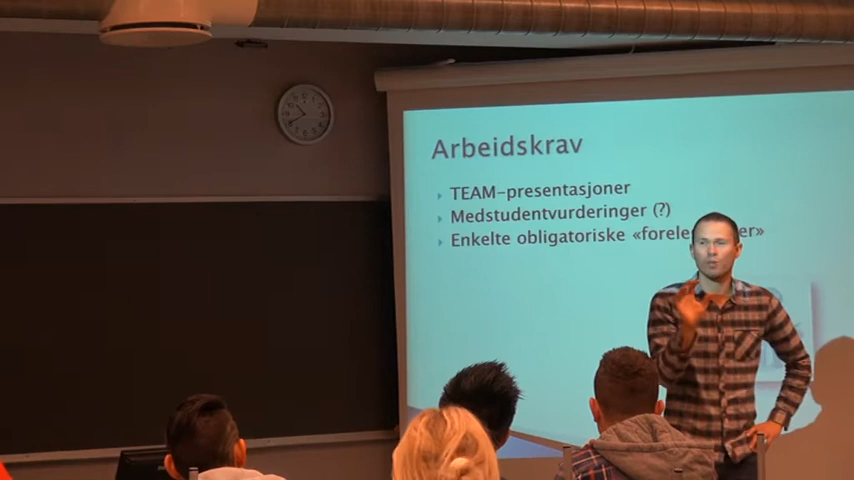 Arbeidskrav
TEAM-presentasjoner
Medstudentvurderinger (?)
Enkelte obligatoriske